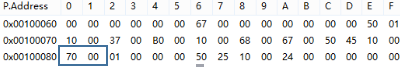 P.Address 0 1 2 3 4 5 6 7 8 9 A B C D E F
0x00100060 00 00 00 00 00 00 67 00 00 00 00 00 00 00 50 01
0x00100070 10 00 37 00 B0 00 10 00 68 00 67 00 50 45 10 00
0x00100080 70 00 01 00 00 00 50 25 10 00 24 00 00 00 00 00